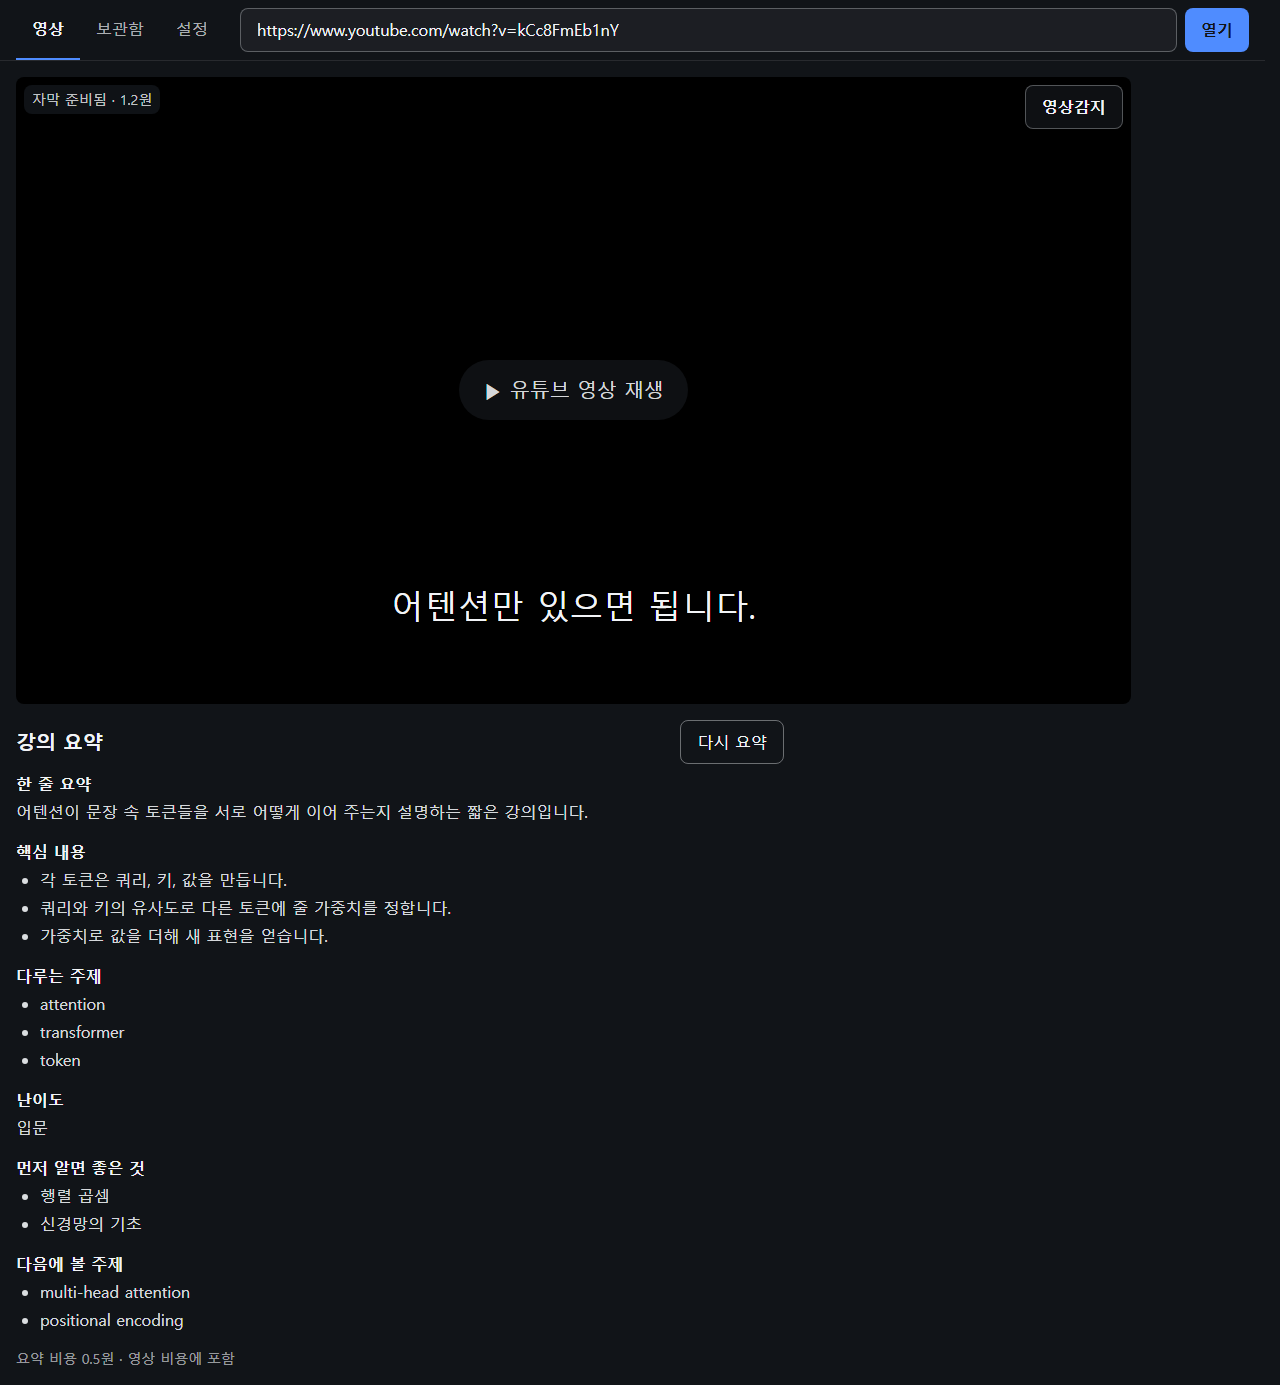 영상 보관함 설정 https://www.youtube.com/watch?v=kCc8FmEb1nY 열기
자막 준비됨 · 1.2원 영상감지
▶ 유튜브 영상 재생
어텐션만 있으면 됩니다.
강의 요약 다시 요약
한 줄 요약
어텐션이 문장 속 토큰들을 서로 어떻게 이어 주는지 설명하는 짧은 강의입니다.
핵심 내용
• 각 토큰은 쿼리, 키, 값을 만듭니다.
• 쿼리와 키의 유사도로 다른 토큰에 줄 가중치를 정합니다.
• 가중치로 값을 더해 새 표현을 얻습니다.
다루는 주제
• attention
• transformer
• token
난이도
입문
먼저 알면 좋은 것
• 행렬 곱셈
• 신경망의 기초
다음에 볼 주제
• multi-head attention
• positional encoding
요약 비용 0.5원 · 영상 비용에 포함